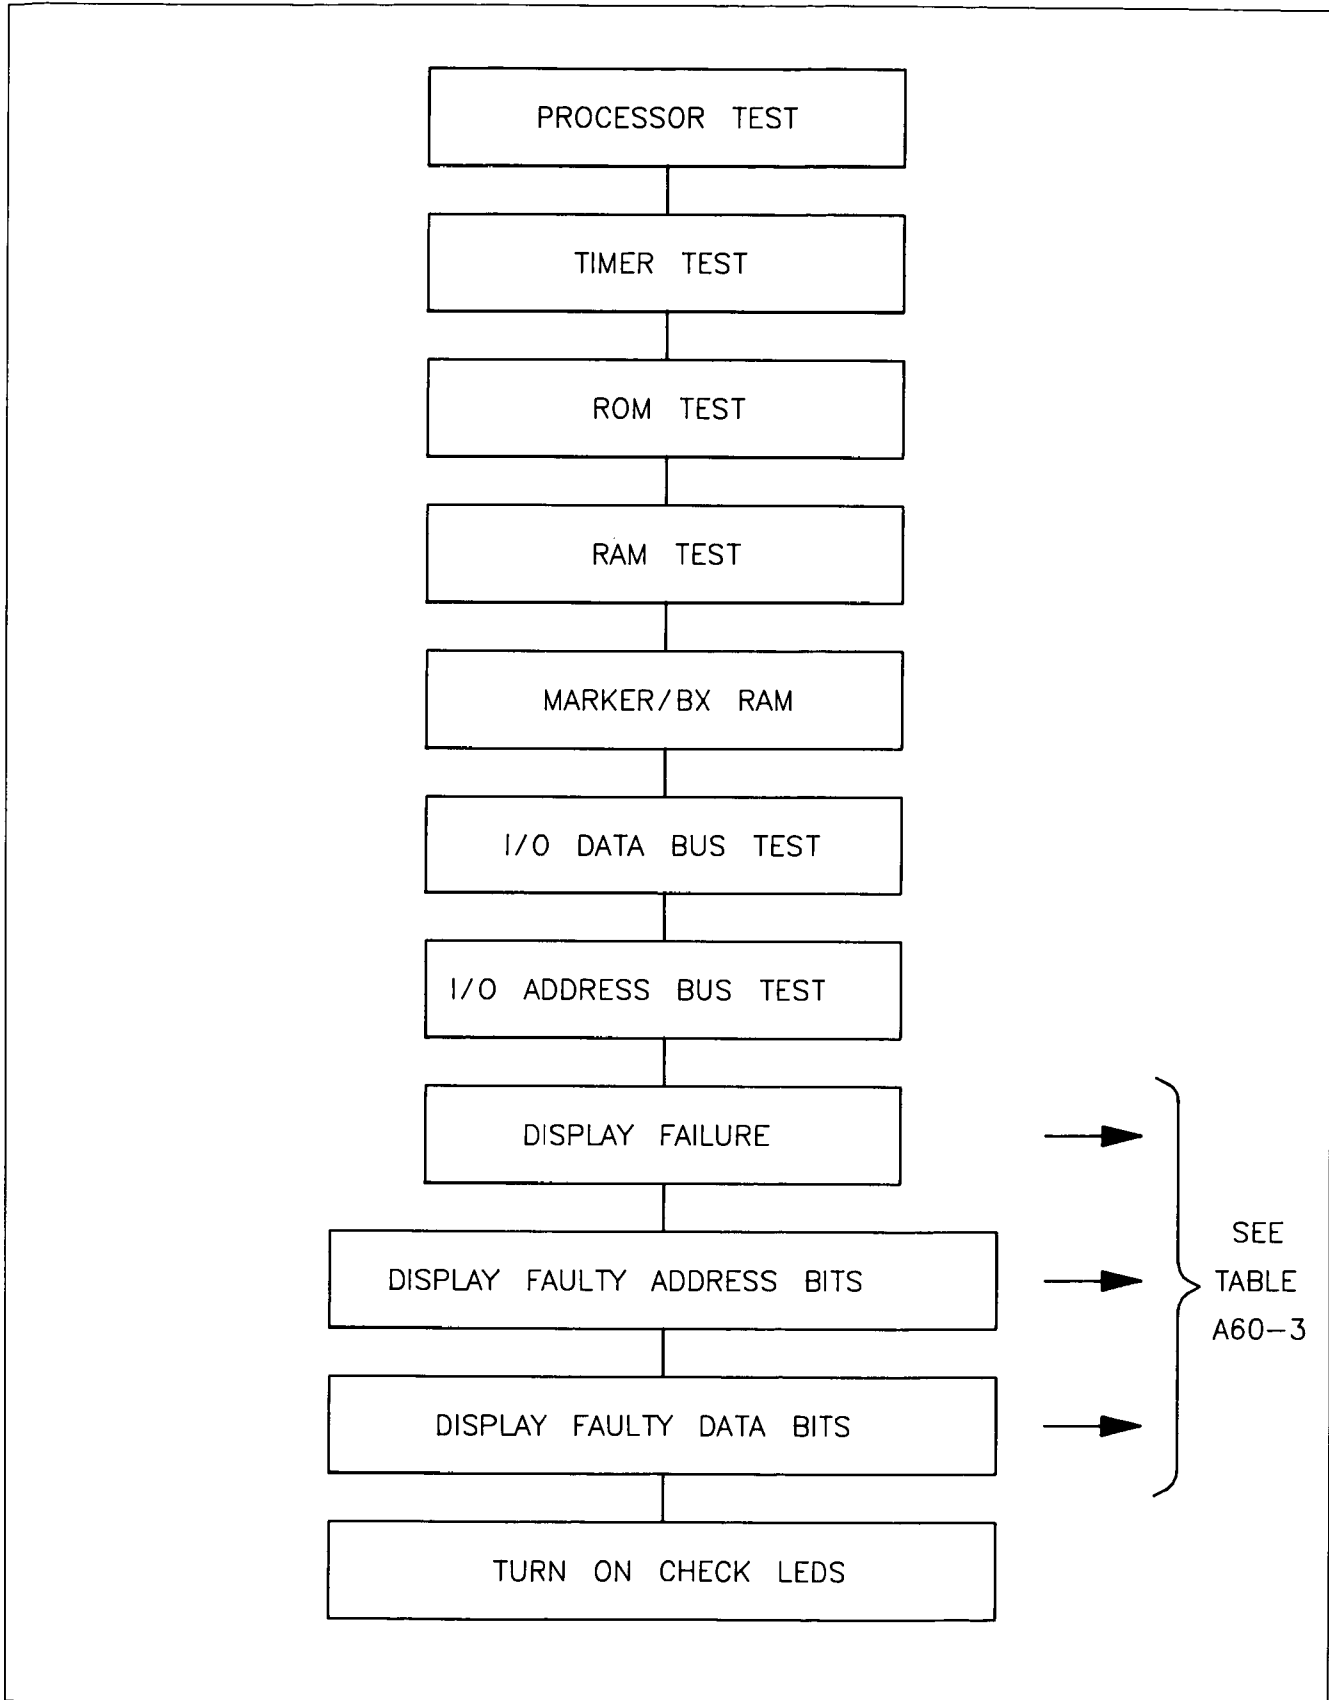 PROCESSOR TEST
TIMER TEST
ROM TEST
RAM TEST
MARKER/BX RAM
I/O DATA BUS TEST
I/O ADDRESS BUS TEST
DISPLAY FAILURE
DISPLAY FAULTY ADDRESS BITS
DISPLAY FAULTY DATA BITS
TURN ON CHECK LEDS
SEE
TABLE
A60-3